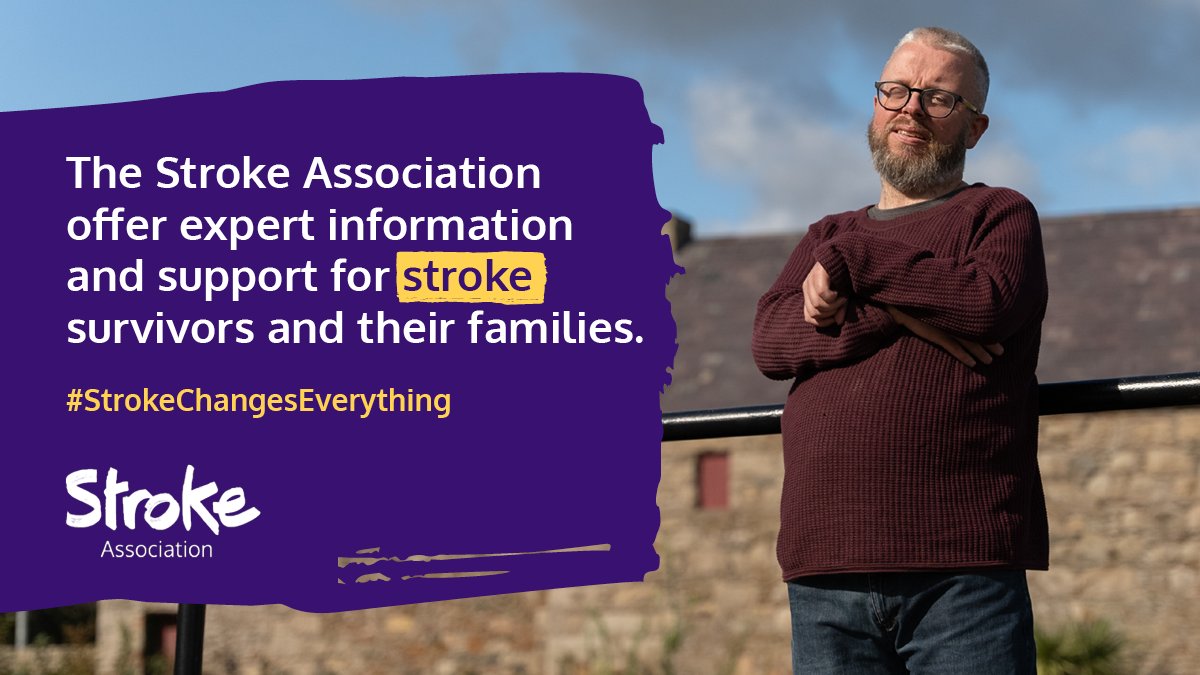 The Stroke Association
offer expert information
and support for stroke
survivors and their families.
#StrokeChangesEverything
Stroke
Association